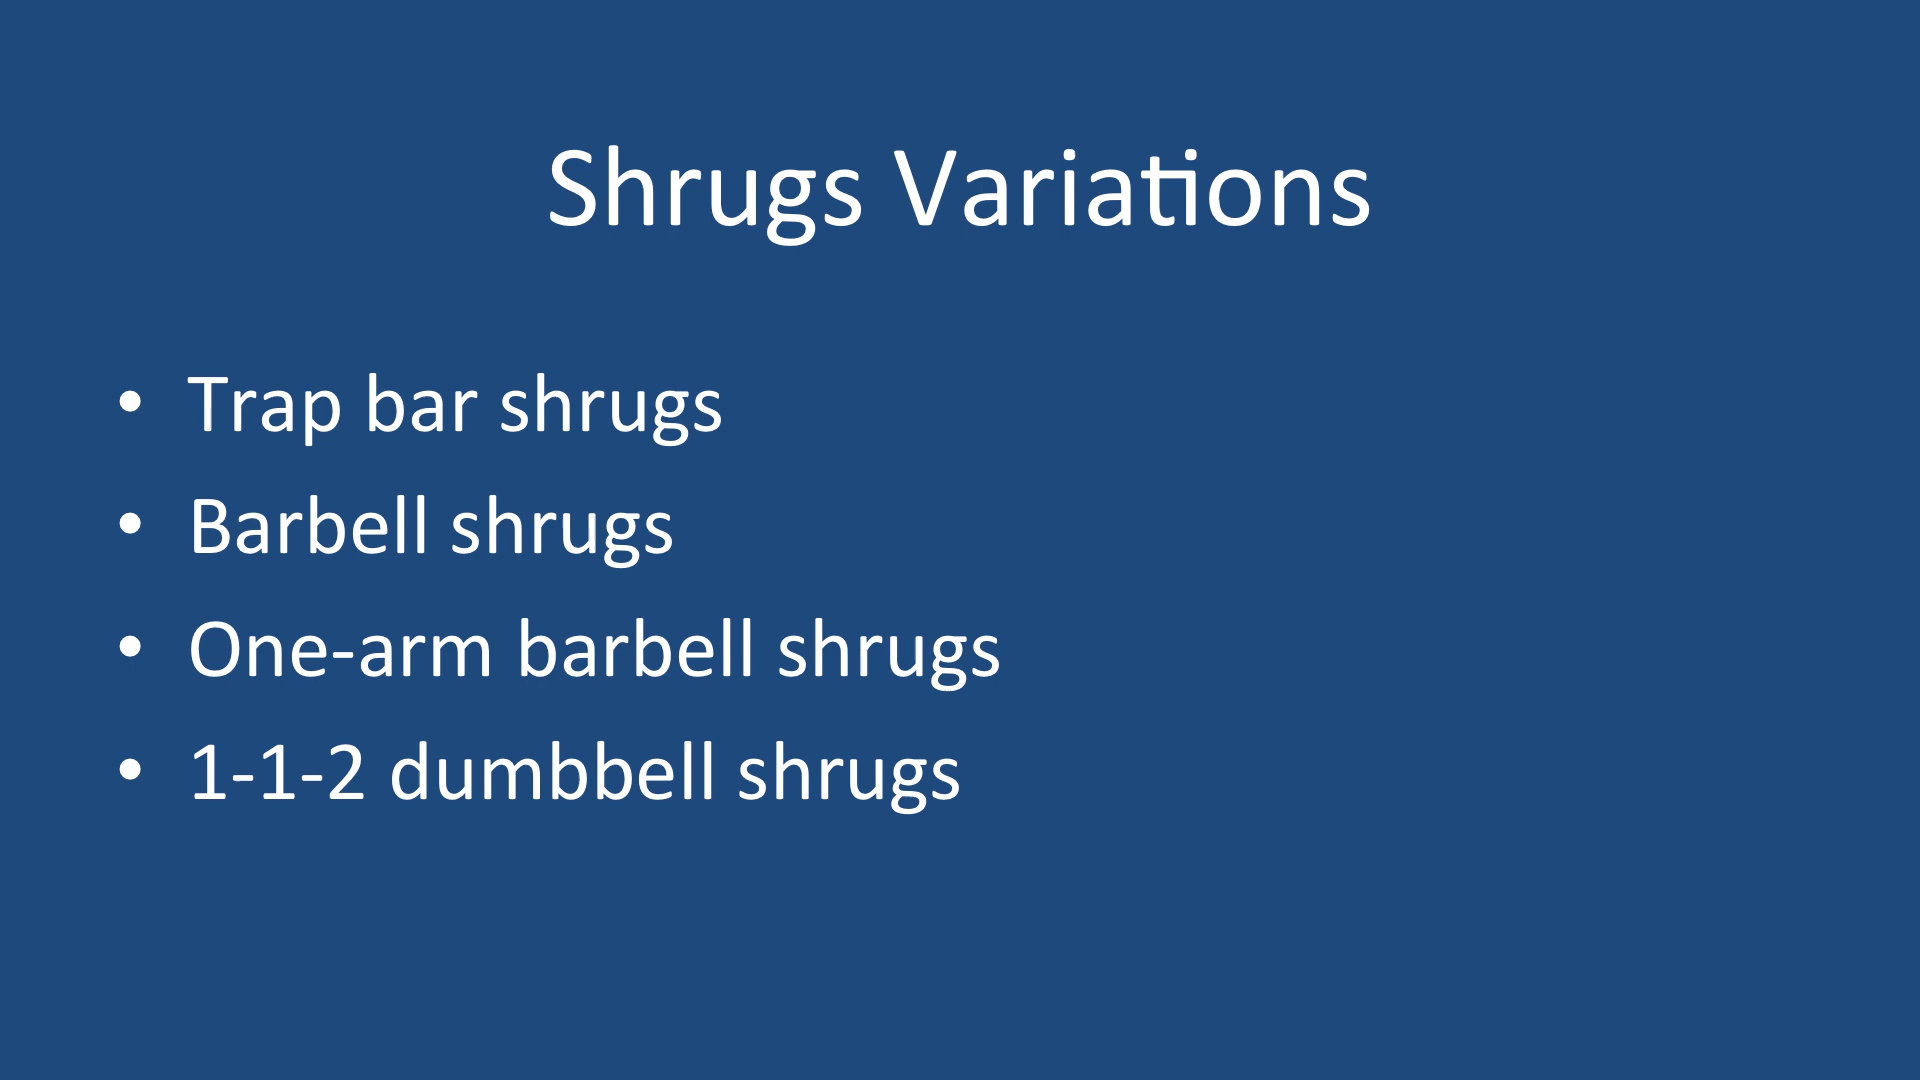 Shrugs Variations
• Trap bar shrugs
• Barbell shrugs
• One-arm barbell shrugs
• 1-1-2 dumbbell shrugs